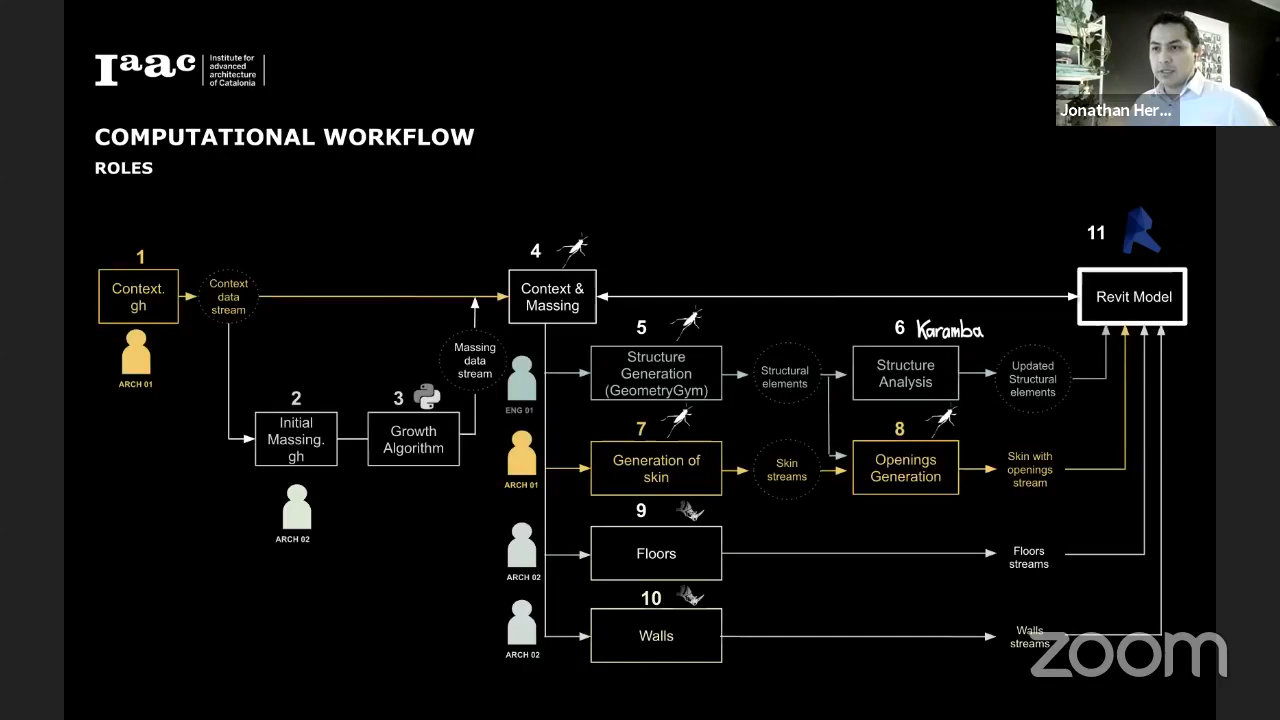 Iaac
Institute for
advanced
architecture
of Catalonia
Jonathan Her...
COMPUTATIONAL WORKFLOW
ROLES
1
Context.
gh
ARCH 01
Context
data
stream
2
Initial
Massing.
gh
ARCH 02
3
Growth
Algorithm
Massing
data
stream
4
Context &
Massing
ENG 01
5
Structure
Generation
(GeometryGym)
Structural
elements
6 Karamba
Structure
Analysis
Updated
Structural
elements
ARCH 01
7
Generation of
skin
Skin
streams
8
Openings
Generation
Skin with
openings
stream
ARCH 02
9
Floors
Floors
streams
ARCH 02
10
Walls
Walls
streams
11
R
Revit Model
zoom